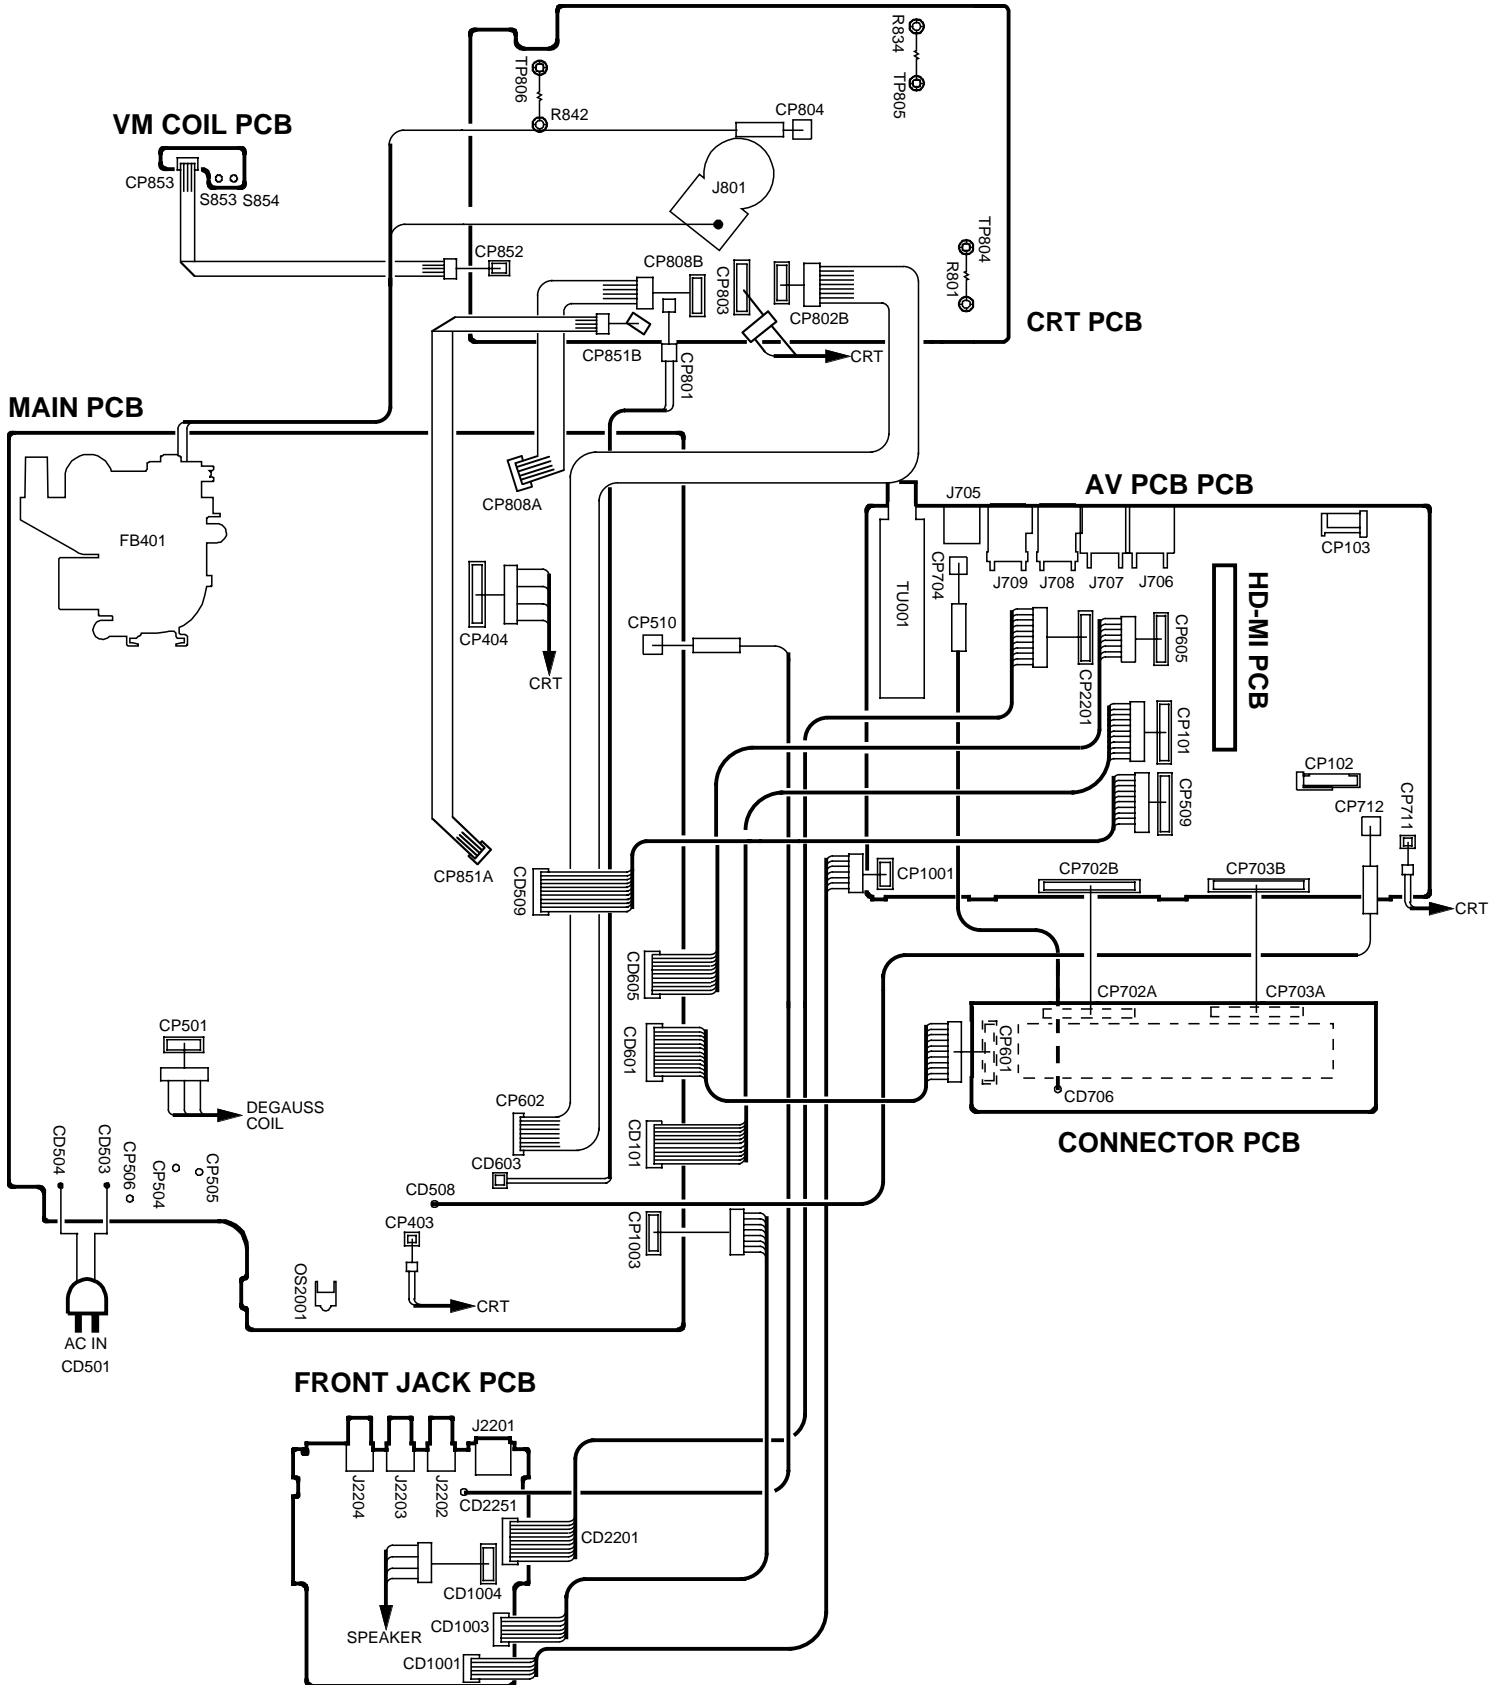 R834
TP805
TP806
R842
CP804
VM COIL PCB
CP853
S853 S854
J801
CP852
TP804
R801
CP808B
CP803
CP802B
CRT PCB
CP851B
CP801
CRT
MAIN PCB
FB401
CP808A
AV PCB PCB
J705
CP103
CP704
J709
J708
J707
J706
TU001
HD-MI PCB
CP404
CRT
CP510
CP2201
CP605
CP101
CP102
CP509
CP712
CP711
CP851A
CD509
CP1001
CP702B
CP703B
CRT
CD605
CP702A
CP703A
CP501
CD601
CP601
CD706
DEGAUSS
COIL
CP602
CD101
CONNECTOR PCB
CD504
CD503
CP506
CP504
CP505
CD603
CD508
CP403
CP1003
OS2001
CRT
AC IN
CD501
FRONT JACK PCB
J2201
J2204
J2203
J2202
CD2251
CD2201
CD1004
SPEAKER
CD1003
CD1001